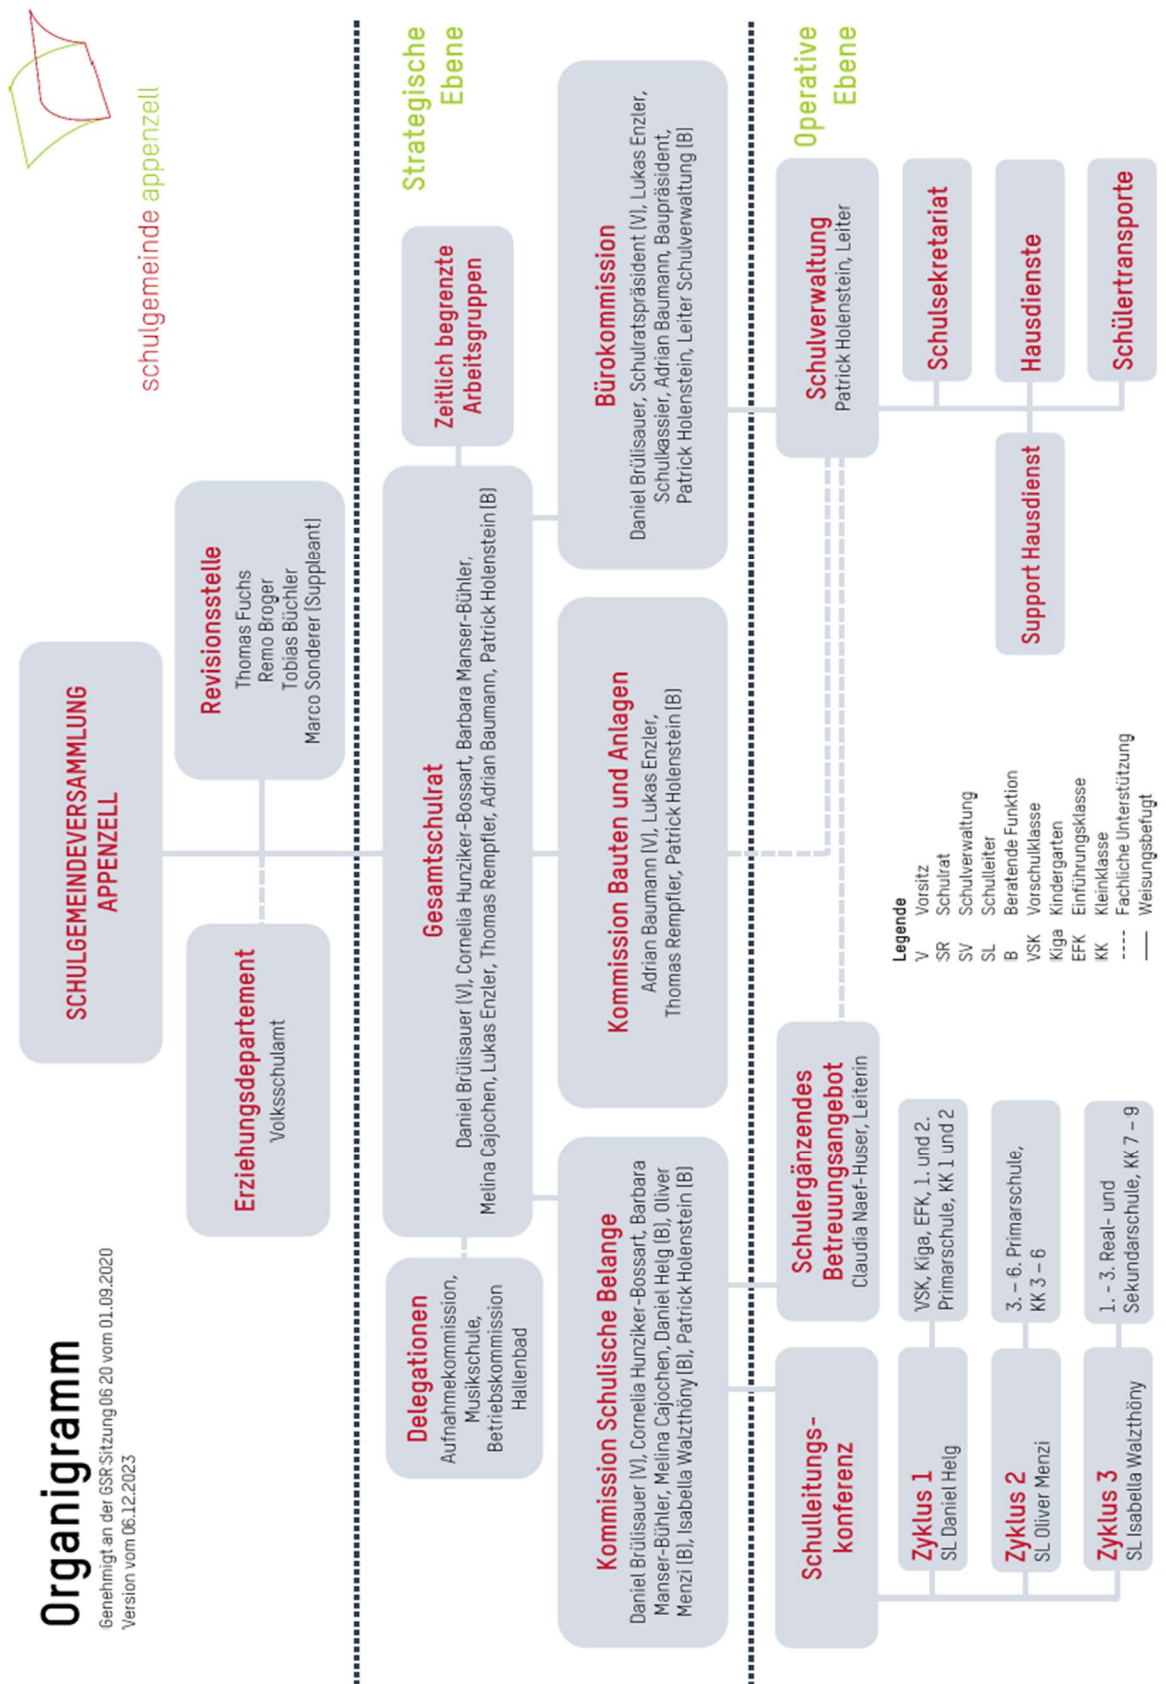 Organigramm
Genehmigt an der GSR Sitzung 06 20 vom 01.09.2020
Version vom 06.12.2023
schulgemeinde appenzell
SCHULGEMEINDEVERSAMMLUNG
APPENZELL
Erziehungsdepartement
Volksschulamt
Revisionsstelle
Thomas Fuchs
Remo Broger
Tobias Büchler
Marco Sonderer (Suppleant)
Strategische
Ebene
Delegationen
Aufnahmekommission,
Musikschule,
Betriebskommission
Hallenbad
Gesamtschulrat
Daniel Brülisauer (V), Cornelia Hunziker-Bossart, Barbara Manser-Bühler,
Melina Cajochen, Lukas Enzler, Thomas Rempfler, Adrian Baumann, Patrick Holenstein (B)
Zeitlich begrenzte
Arbeitsgruppen
Kommission Schulische Belange
Daniel Brülisauer (V), Cornelia Hunziker-Bossart, Barbara
Manser-Bühler, Melina Cajochen, Daniel Helg (B), Oliver
Menzi (B), Isabella Walzthöny (B), Patrick Holenstein (B)
Kommission Bauten und Anlagen
Adrian Baumann (V), Lukas Enzler,
Thomas Rempfler, Patrick Holenstein (B)
Bürokommission
Daniel Brülisauer, Schulratspräsident (V), Lukas Enzler,
Schulkassier, Adrian Baumann, Baupräsident,
Patrick Holenstein, Leiter Schulverwaltung (B)
Operative
Ebene
Schulleitungs-
konferenz
Schulergänzendes
Betreuungsangebot
Claudia Naef-Huser, Leiterin
Schulverwaltung
Patrick Holenstein, Leiter
Zyklus 1
SL Daniel Helg
VSK, Kiga, EFK, 1. und 2.
Primarschule, KK 1 und 2
Zyklus 2
SL Oliver Menzi
3. – 6. Primarschule,
KK 3 – 6
Zyklus 3
SL Isabella Walzthöny
1. – 3. Real- und
Sekundarschule, KK 7 – 9
Legende
V Vorsitz
SR Schulrat
SV Schulverwaltung
SL Schulleiter
B Beratende Funktion
VSK Vorschulklasse
Kiga Kindergarten
EFK Einführungsklasse
KK Kleinklasse
---- Fachliche Unterstützung
— Weisungsbefugt
Schulsekretariat
Support Hausdienst
Hausdienste
Schülertransporte